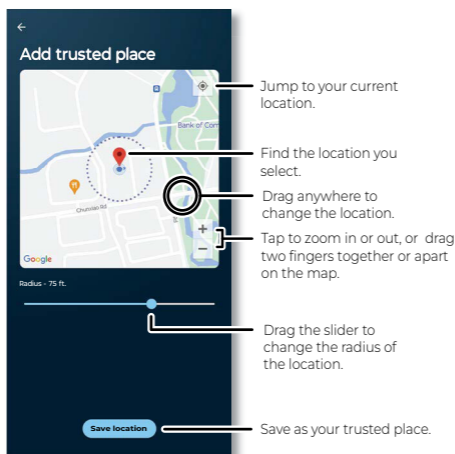 Add trusted place
Bank of Com
Chunxiao Rd
Google
Radius - 75 ft.
Save location
Jump to your current
location.
Find the location you
select.
Drag anywhere to
change the location.
Tap to zoom in or out, or drag
two fingers together or apart
on the map.
Drag the slider to
change the radius of
the location.
Save as your trusted place.